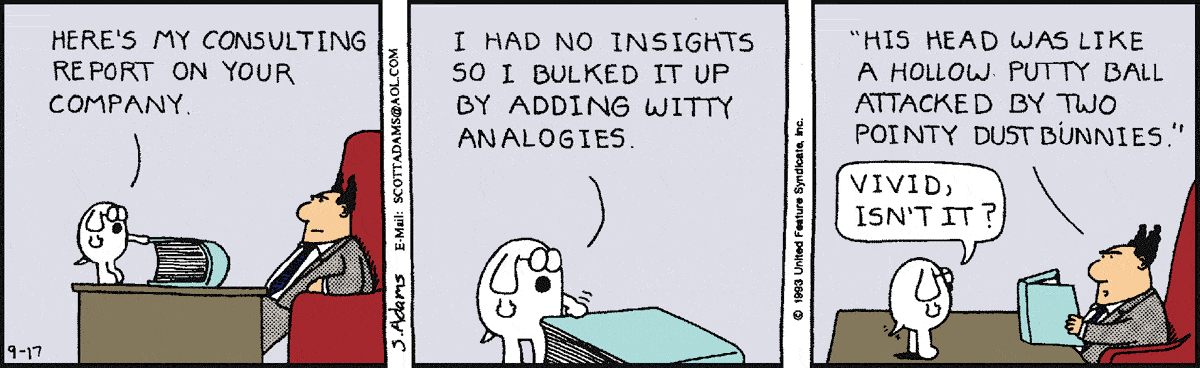 HERE'S MY CONSULTING
REPORT ON YOUR
COMPANY.
9-17
S.Adams E-Mail: SCOTTADAMS@AOL.COM
I HAD NO INSIGHTS
SO I BULKED IT UP
BY ADDING WITTY
ANALOGIES.
© 1993 United Feature Syndicate, Inc.
"HIS HEAD WAS LIKE
A HOLLOW PUTTY BALL
ATTACKED BY TWO
POINTY DUST BUNNIES."
VIVID,
ISN'T IT?